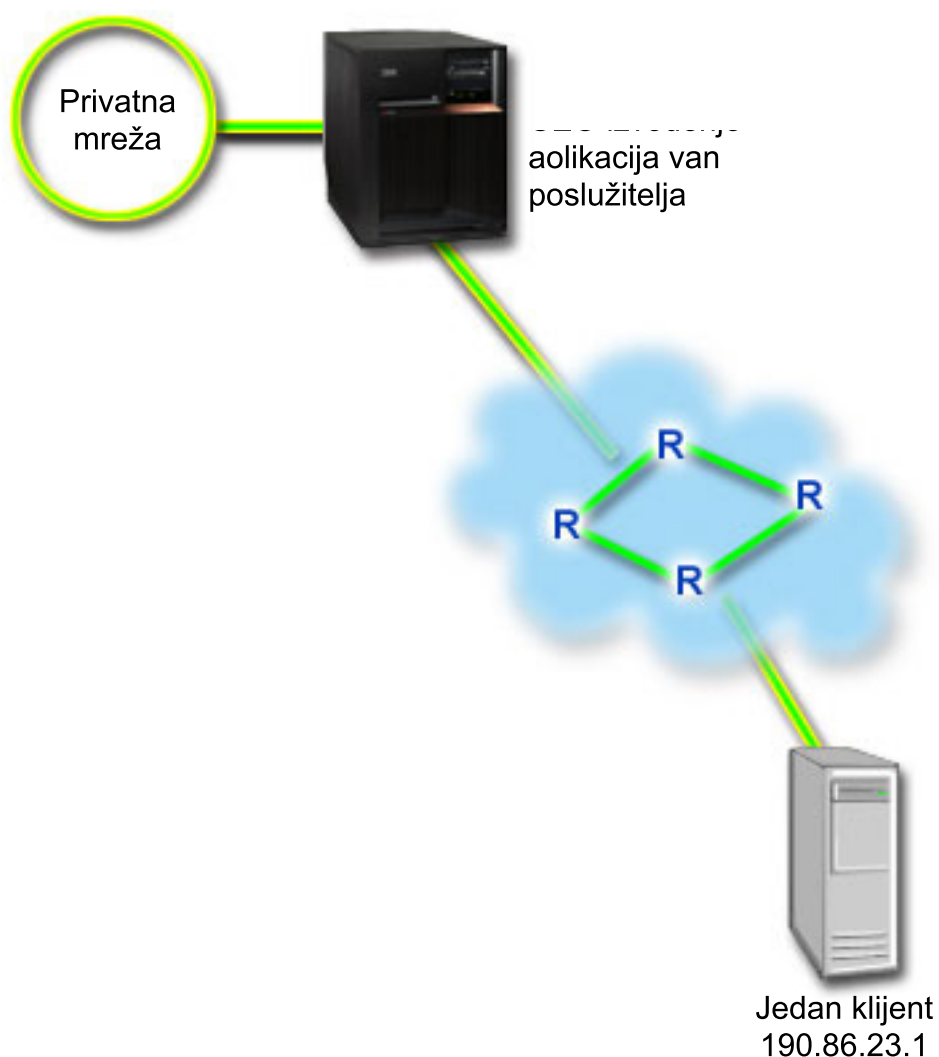 Privatna
mreža
aolikacija van
poslužitelja
R
R
R
R
Jedan klijent
190.86.23.1